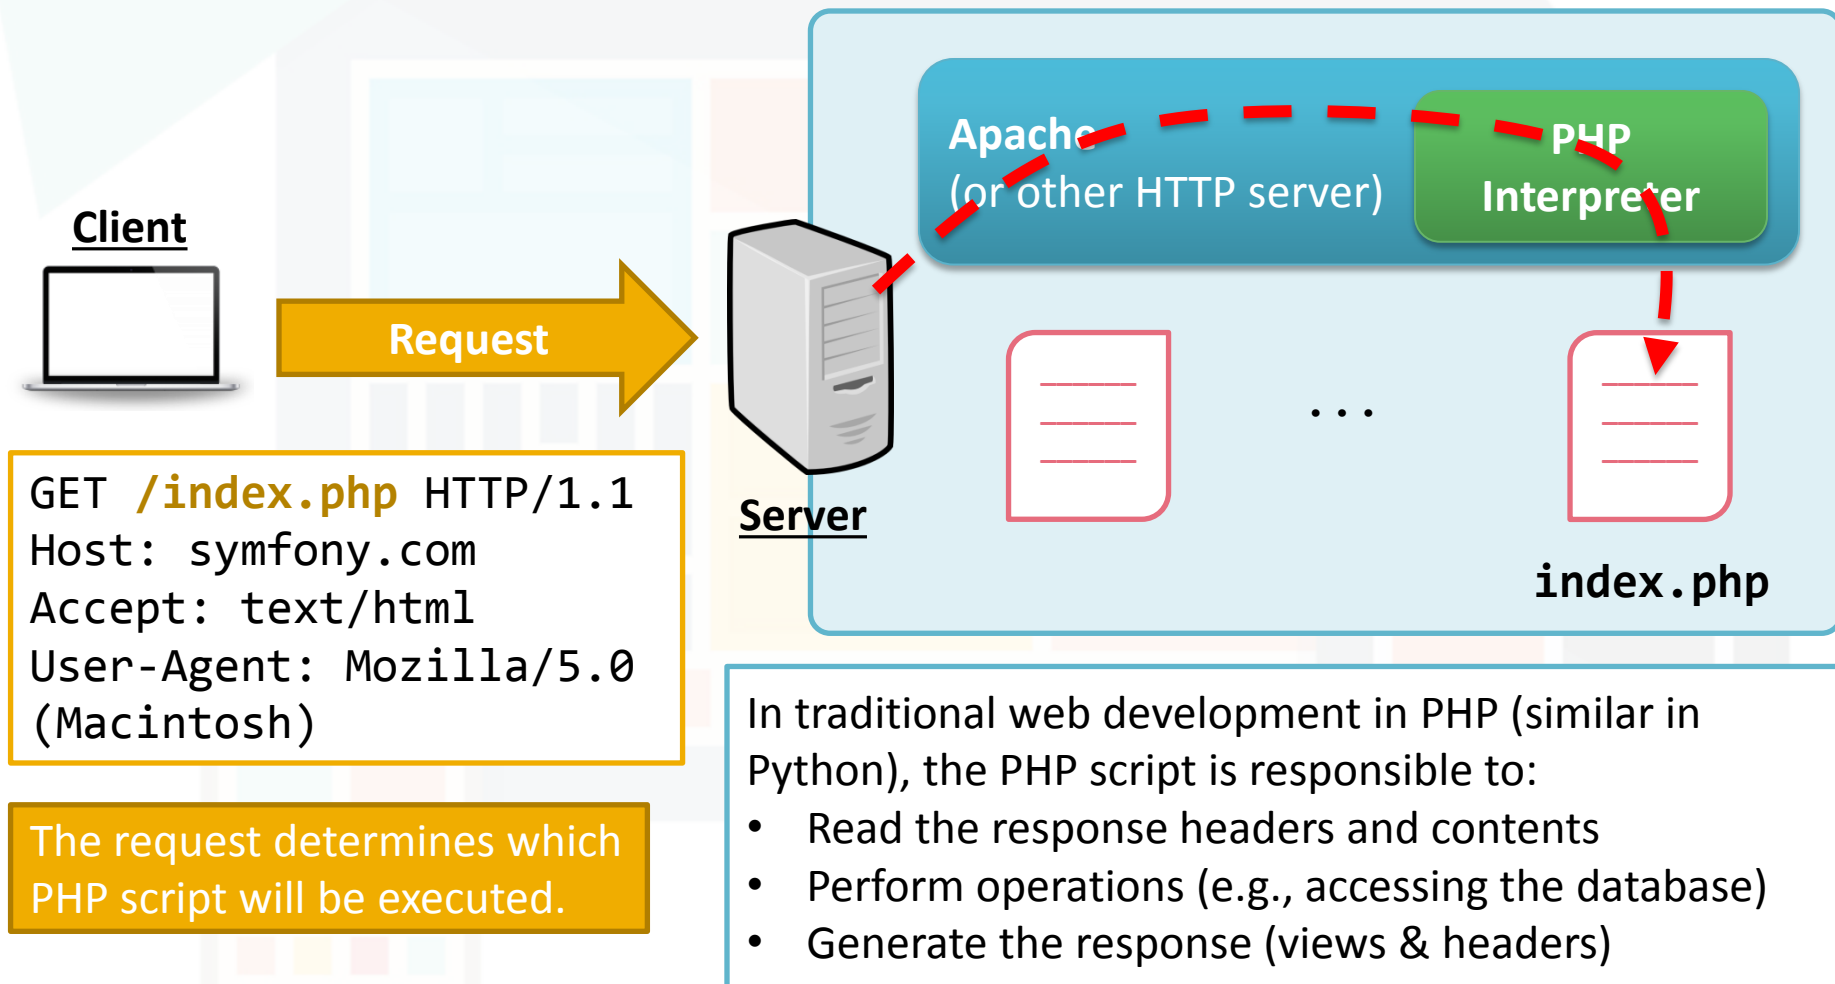 Client
Request
GET /index.php HTTP/1.1
Host: symfony.com
Accept: text/html
User-Agent: Mozilla/5.0
(Macintosh)
The request determines which
PHP script will be executed.
Server
Apache
(or other HTTP server)
PHP
Interpreter
...
index.php
In traditional web development in PHP (similar in
Python), the PHP script is responsible to:
• Read the response headers and contents
• Perform operations (e.g., accessing the database)
• Generate the response (views & headers)